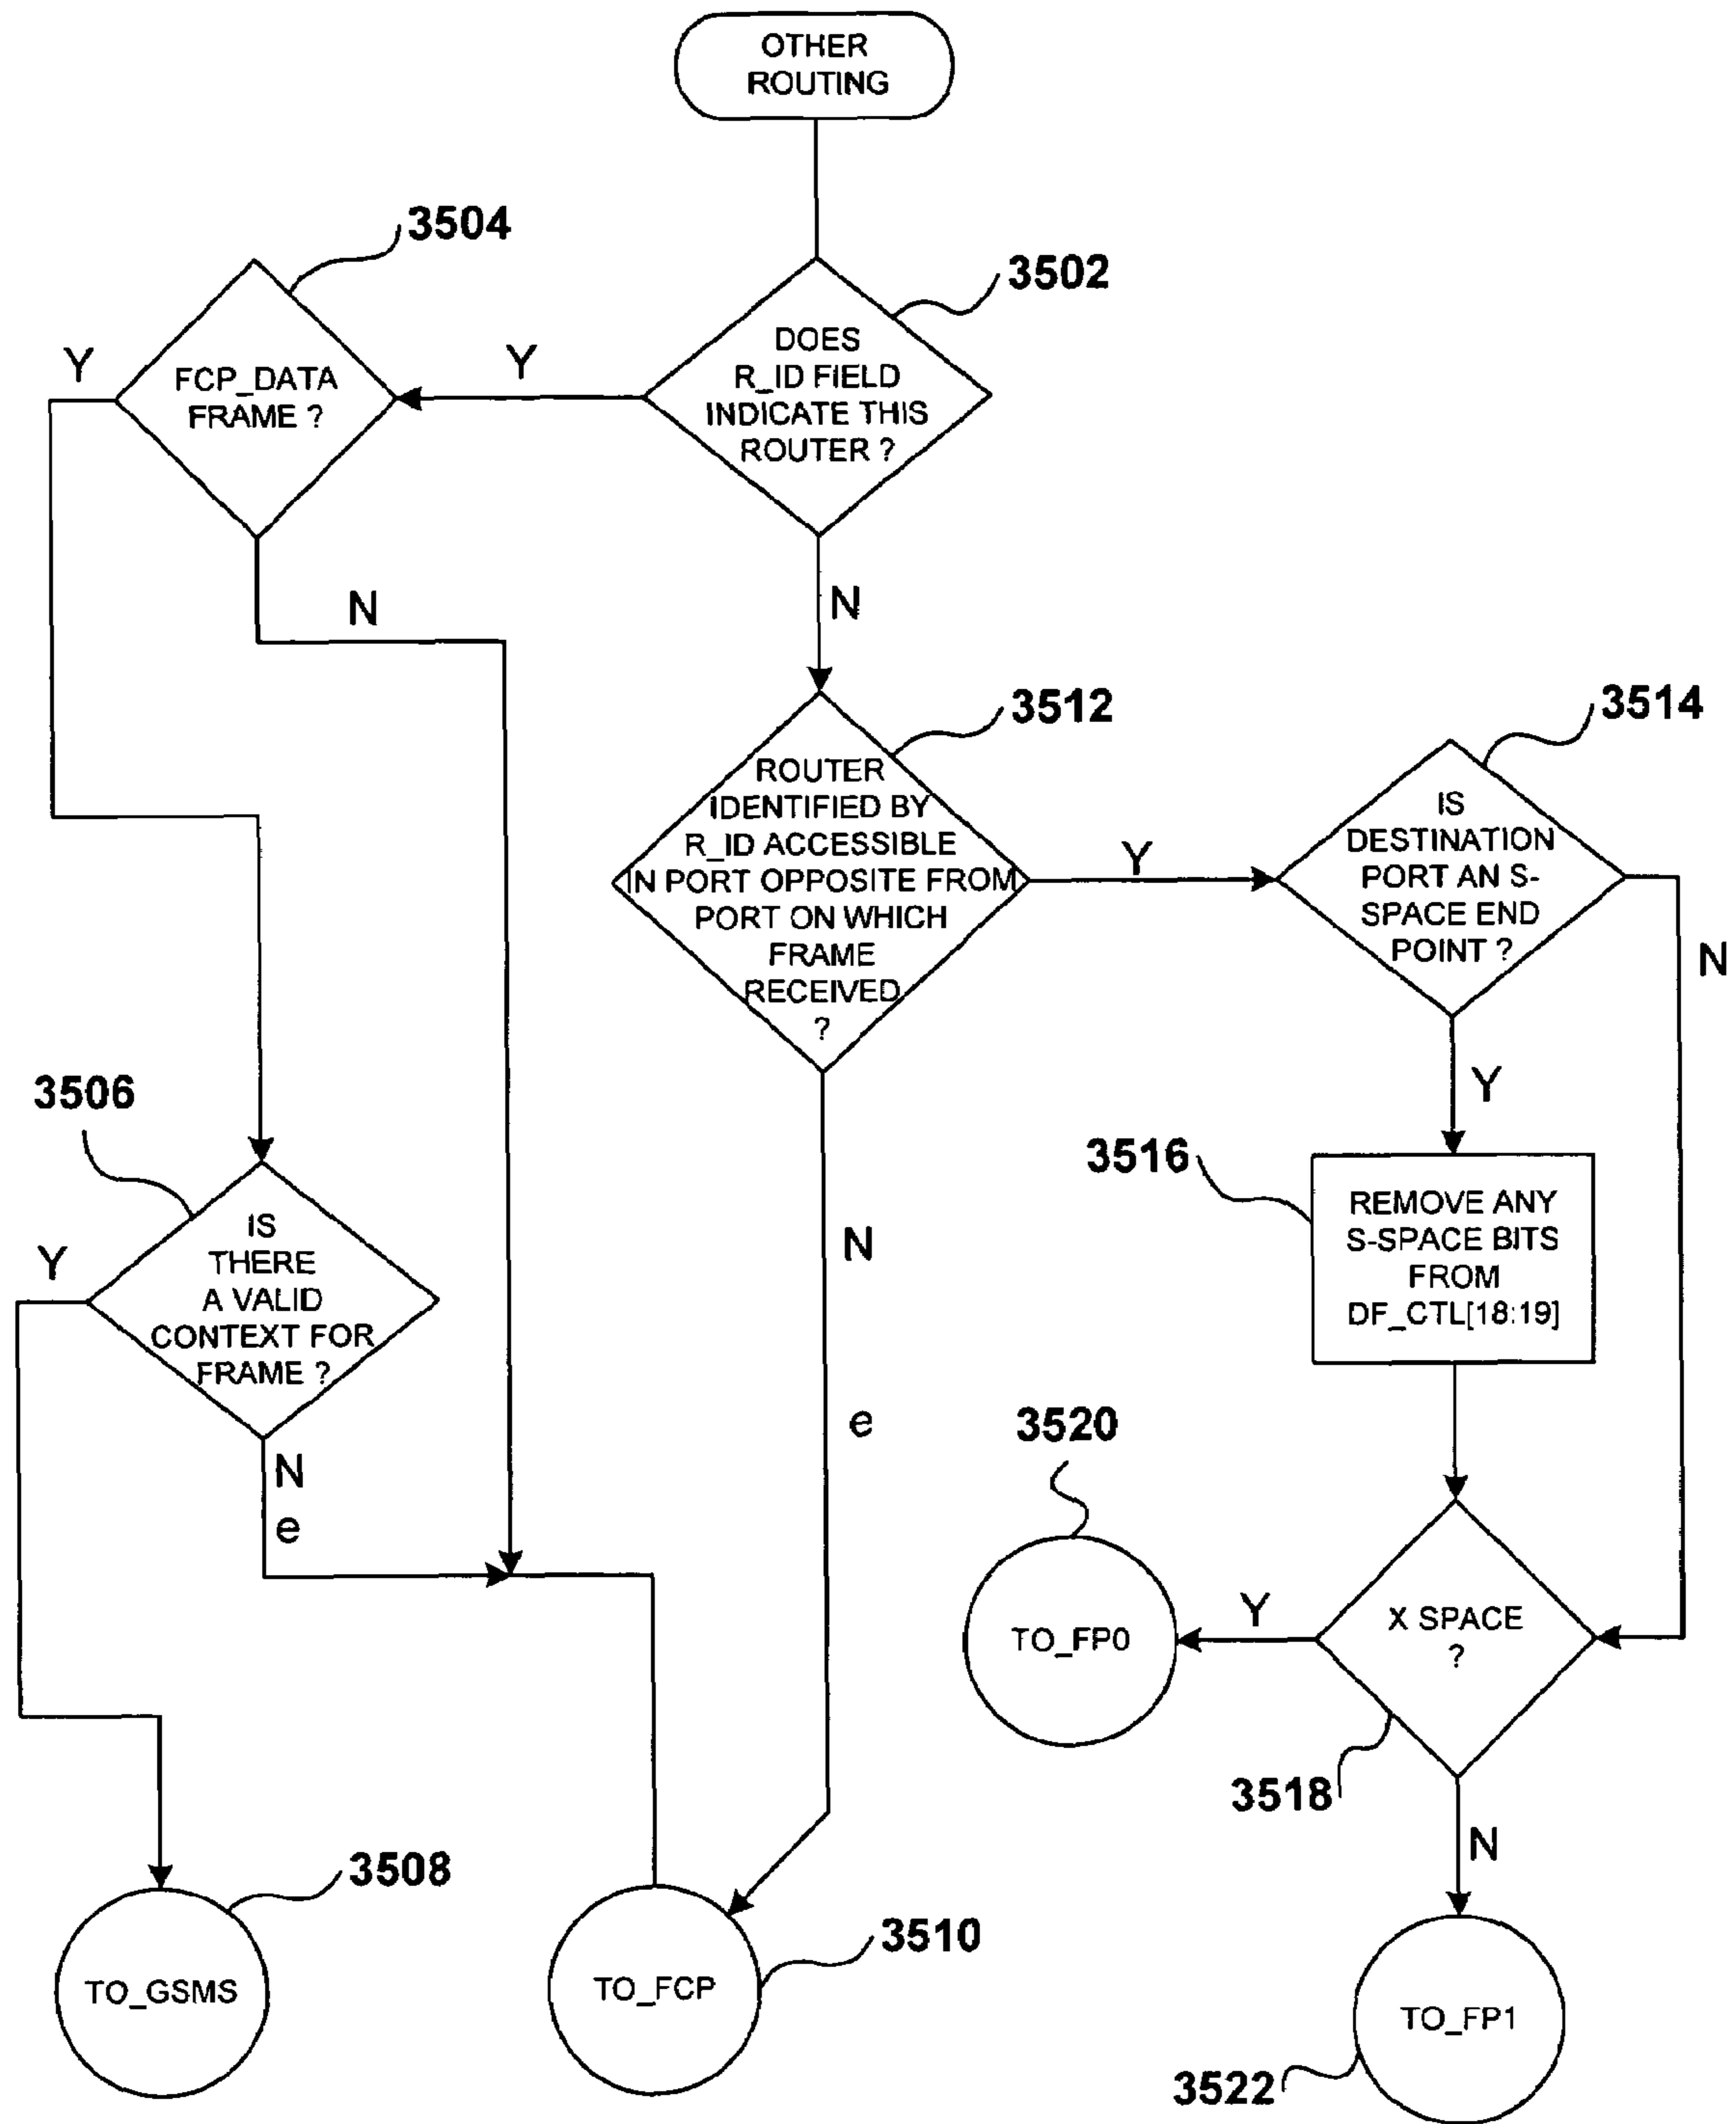 OTHER
ROUTING
3504
3502
Y
Y
FCP_DATA
FRAME ?
DOES
R_ID FIELD
INDICATE THIS
ROUTER ?
N
N
3512
3514
ROUTER
IDENTIFIED BY
R_ID ACCESSIBLE
IN PORT OPPOSITE FROM
PORT ON WHICH
FRAME
RECEIVED
?
Y
IS
DESTINATION
PORT AN S-
SPACE END
POINT ?
N
Y
3506
3516
IS
THERE
A VALID
CONTEXT FOR
FRAME ?
Y
N
e
REMOVE ANY
S-SPACE BITS
FROM
DF_CTL[18:19]
N
e
3520
TO_FP0
Y
X SPACE
?
3518
N
3508
TO_GSMS
3510
TO_FCP
TO_FP1
3522